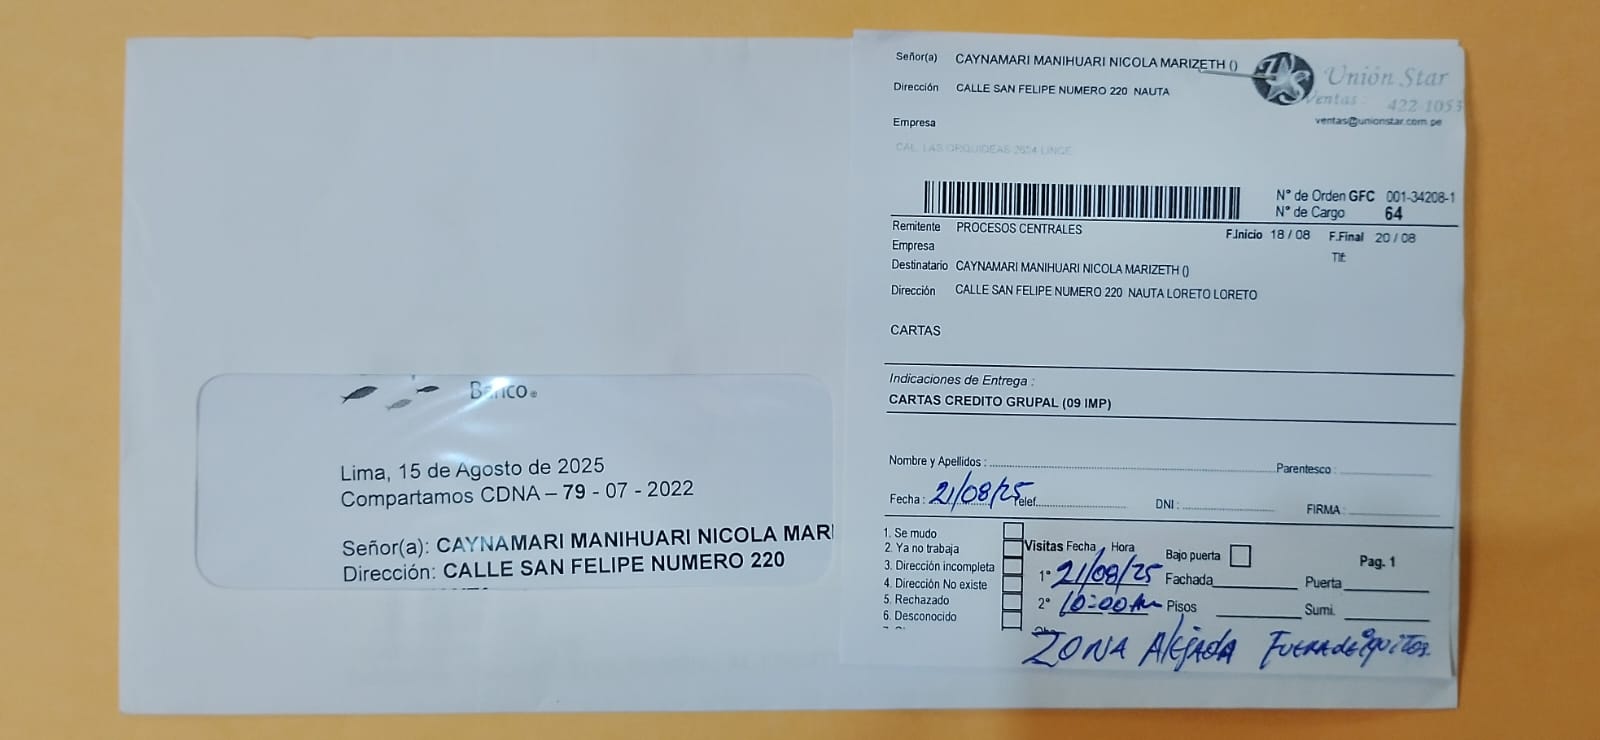 Banco
Lima, 15 de Agosto de 2025
Compartamos CDNA – 79 - 07 - 2022
Señor(a): CAYNAMARI MANIHUARI NICOLA MARI
Dirección: CALLE SAN FELIPE NUMERO 220
Señor(a) CAYNAMARI MANIHUARI NICOLA MARIZETH ()
Dirección CALLE SAN FELIPE NUMERO 220 NAUTA
Empresa
CAL. LAS ORQUIDEAS 2654 LINCE
Unión Star
Ventas : 422-1053
ventas@unionstar.com.pe
N° de Orden GFC 001-34208-1
N° de Cargo 64
Remitente PROCESOS CENTRALES
F.Inicio 18 / 08 F.Final 20 / 08
Empresa
Tlf:
Destinatario CAYNAMARI MANIHUARI NICOLA MARIZETH ()
Dirección CALLE SAN FELIPE NUMERO 220 NAUTA LORETO LORETO
CARTAS
Indicaciones de Entrega :
CARTAS CREDITO GRUPAL (09 IMP)
Nombre y Apellidos : Parentesco :
Fecha : 21/08/25 Telef. DNI : FIRMA :
1. Se mudo
2. Ya no trabaja
3. Dirección incompleta
4. Dirección No existe
5. Rechazado
6. Desconocido
Visitas Fecha Hora Bajo puerta Pag. 1
1° 21/08/25 Fachada Puerta
2° 10:00am Pisos Sumi.
ZONA Alejada FUERA de iquitos.